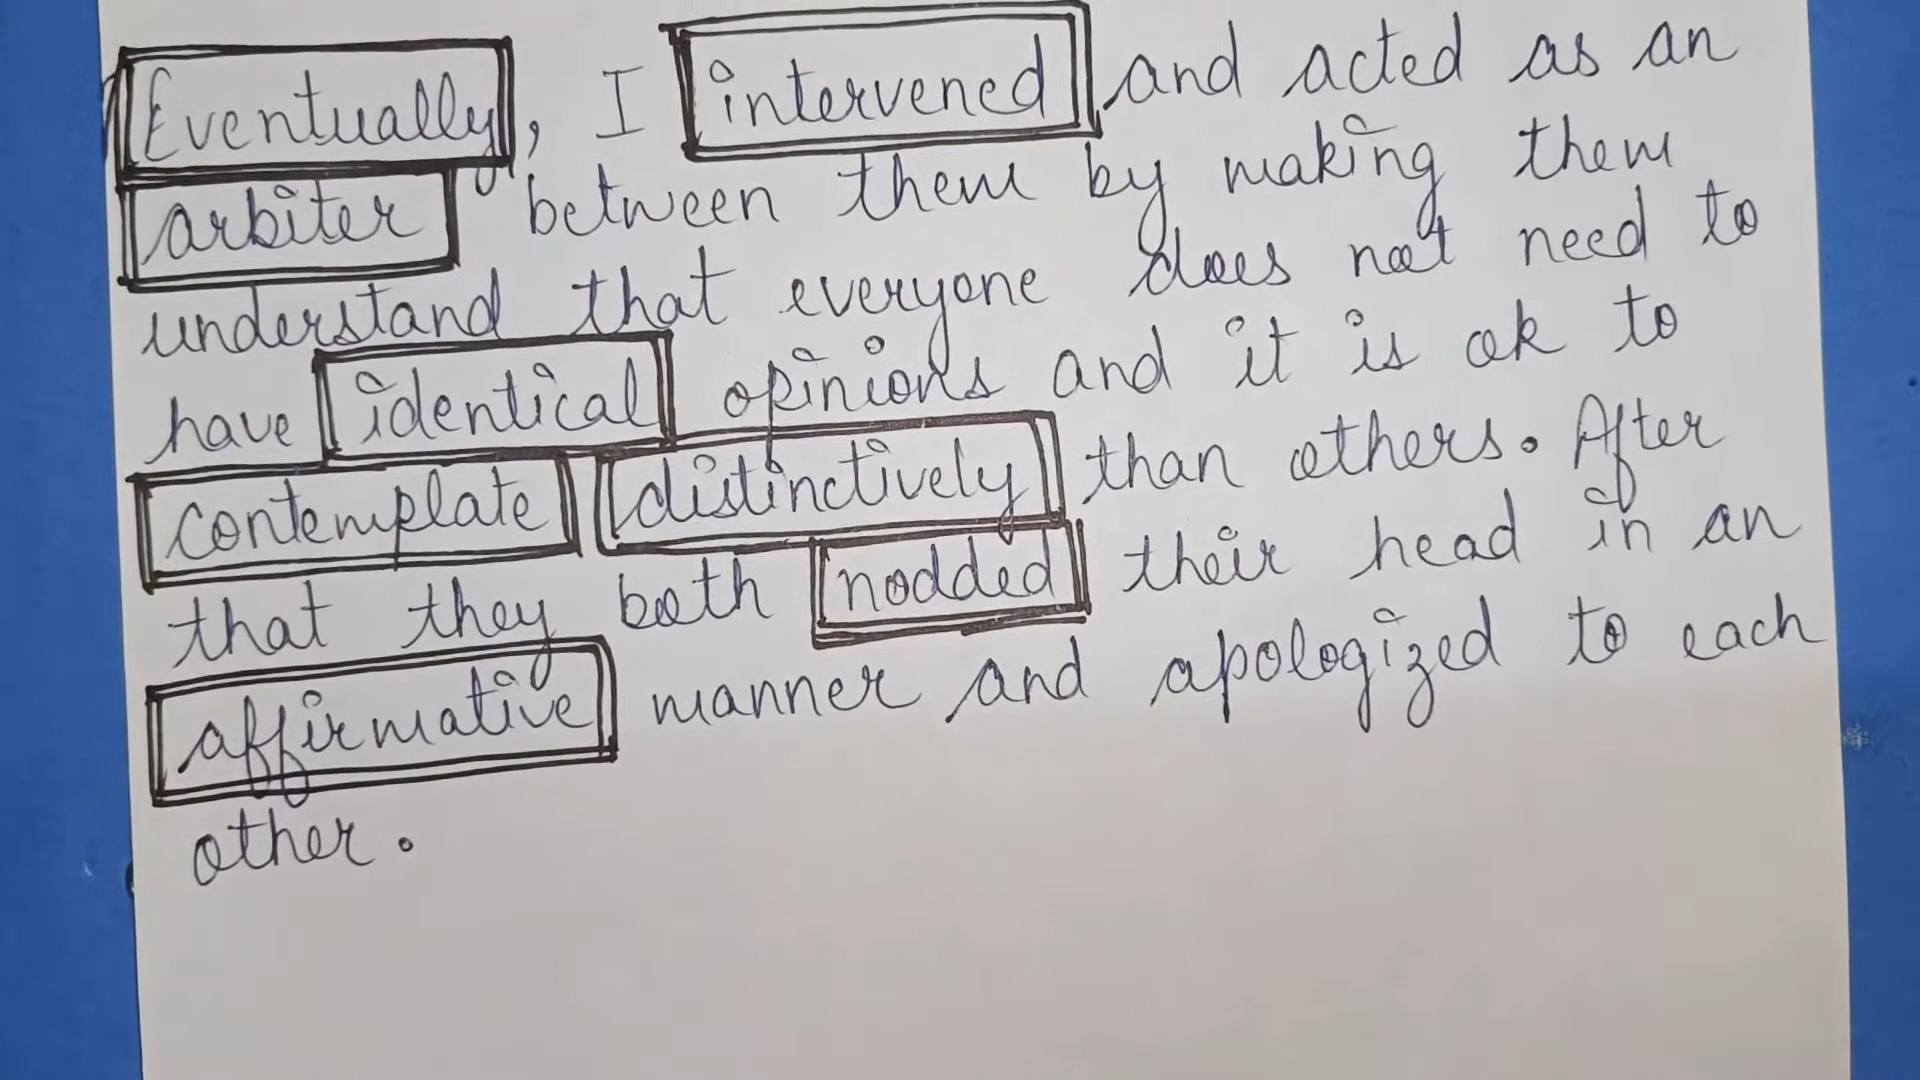 Eventually, I intervened and acted as an
arbiter between them by making them
understand that everyone does not need to
have identical opinions and it is ok to
contemplate distinctively than others. After
that they both nodded their head in an
affirmative manner and apologized to each
other.